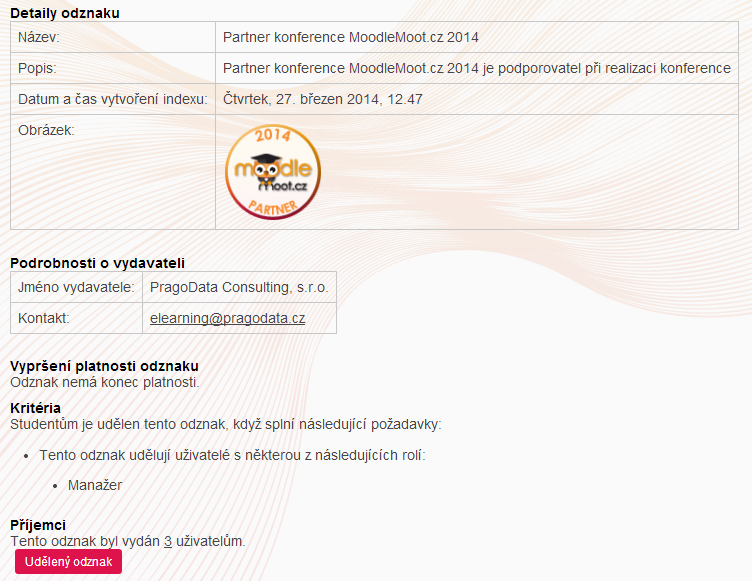 Detaily odznaku
Název: Partner konference MoodleMoot.cz 2014
Popis: Partner konference MoodleMoot.cz 2014 je podporovatel při realizaci konference
Datum a čas vytvoření indexu: Čtvrtek, 27. březen 2014, 12.47
Obrázek:
2014
moodle
moot.cz
PARTNER
Podrobnosti o vydavateli
Jméno vydavatele: PragoData Consulting, s.r.o.
Kontakt: elearning@pragodata.cz
Vypršení platnosti odznaku
Odznak nemá konec platnosti.
Kritéria
Studentům je udělen tento odznak, když splní následující požadavky:
• Tento odznak udělují uživatelé s některou z následujících rolí:
• Manažer
Příjemci
Tento odznak byl vydán 3 uživatelům.
Udělený odznak